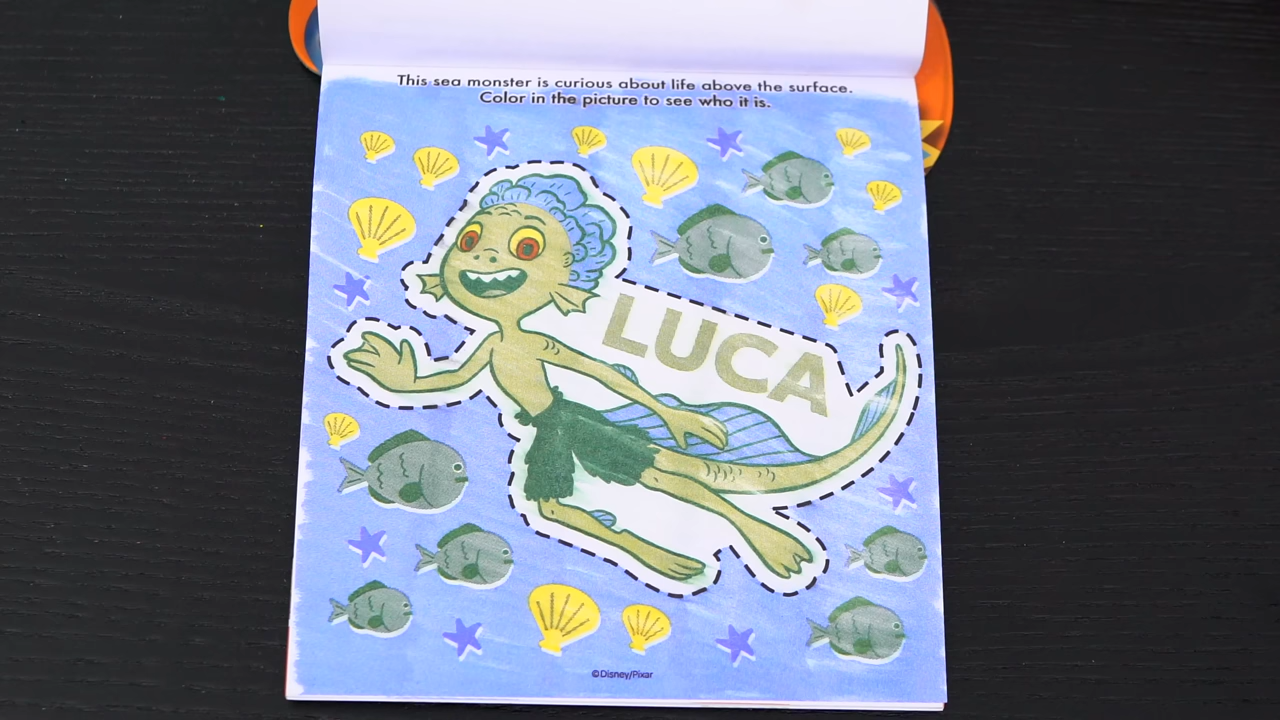 This sea monster is curious about life above the surface.
Color in the picture to see who it is.
LUCA
©Disney/Pixar